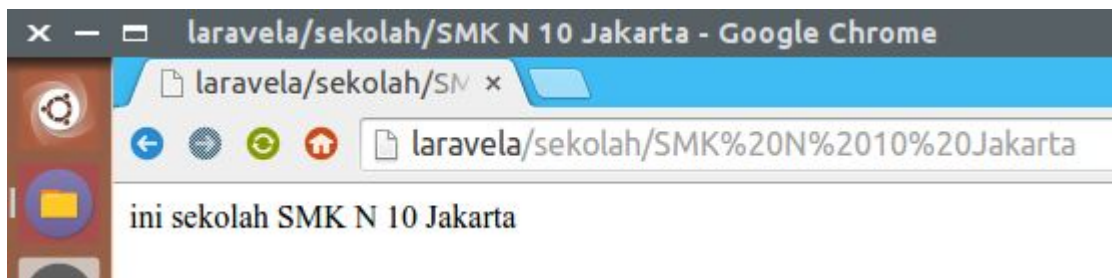 laravela/sekolah/SMK N 10 Jakarta - Google Chrome
laravela/sekolah/SM
laravela/sekolah/SMK%20N%2010%20Jakarta
ini sekolah SMK N 10 Jakarta